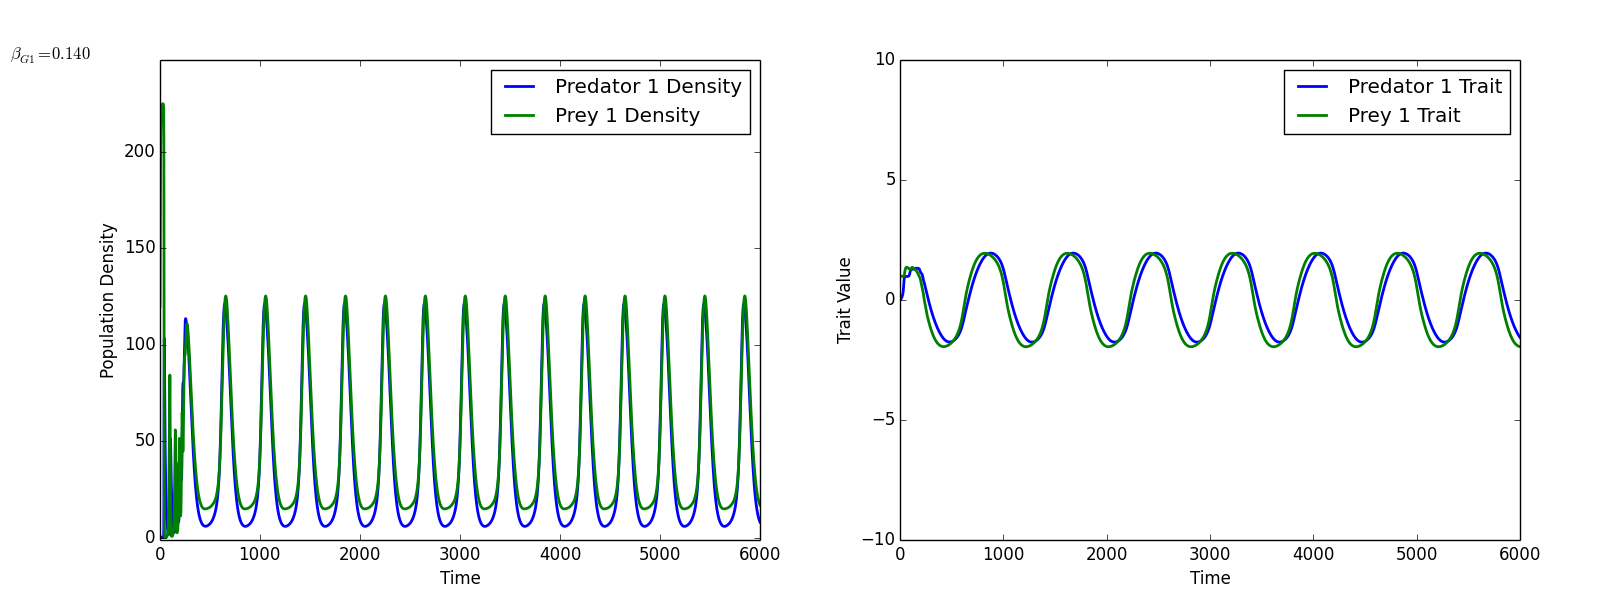 β_G1=0.140
Predator 1 Density
Prey 1 Density
200
150
100
50
0
0 1000 2000 3000 4000 5000 6000
Population Density
Time
Predator 1 Trait
Prey 1 Trait
10
5
0
−5
−10
0 1000 2000 3000 4000 5000 6000
Trait Value
Time